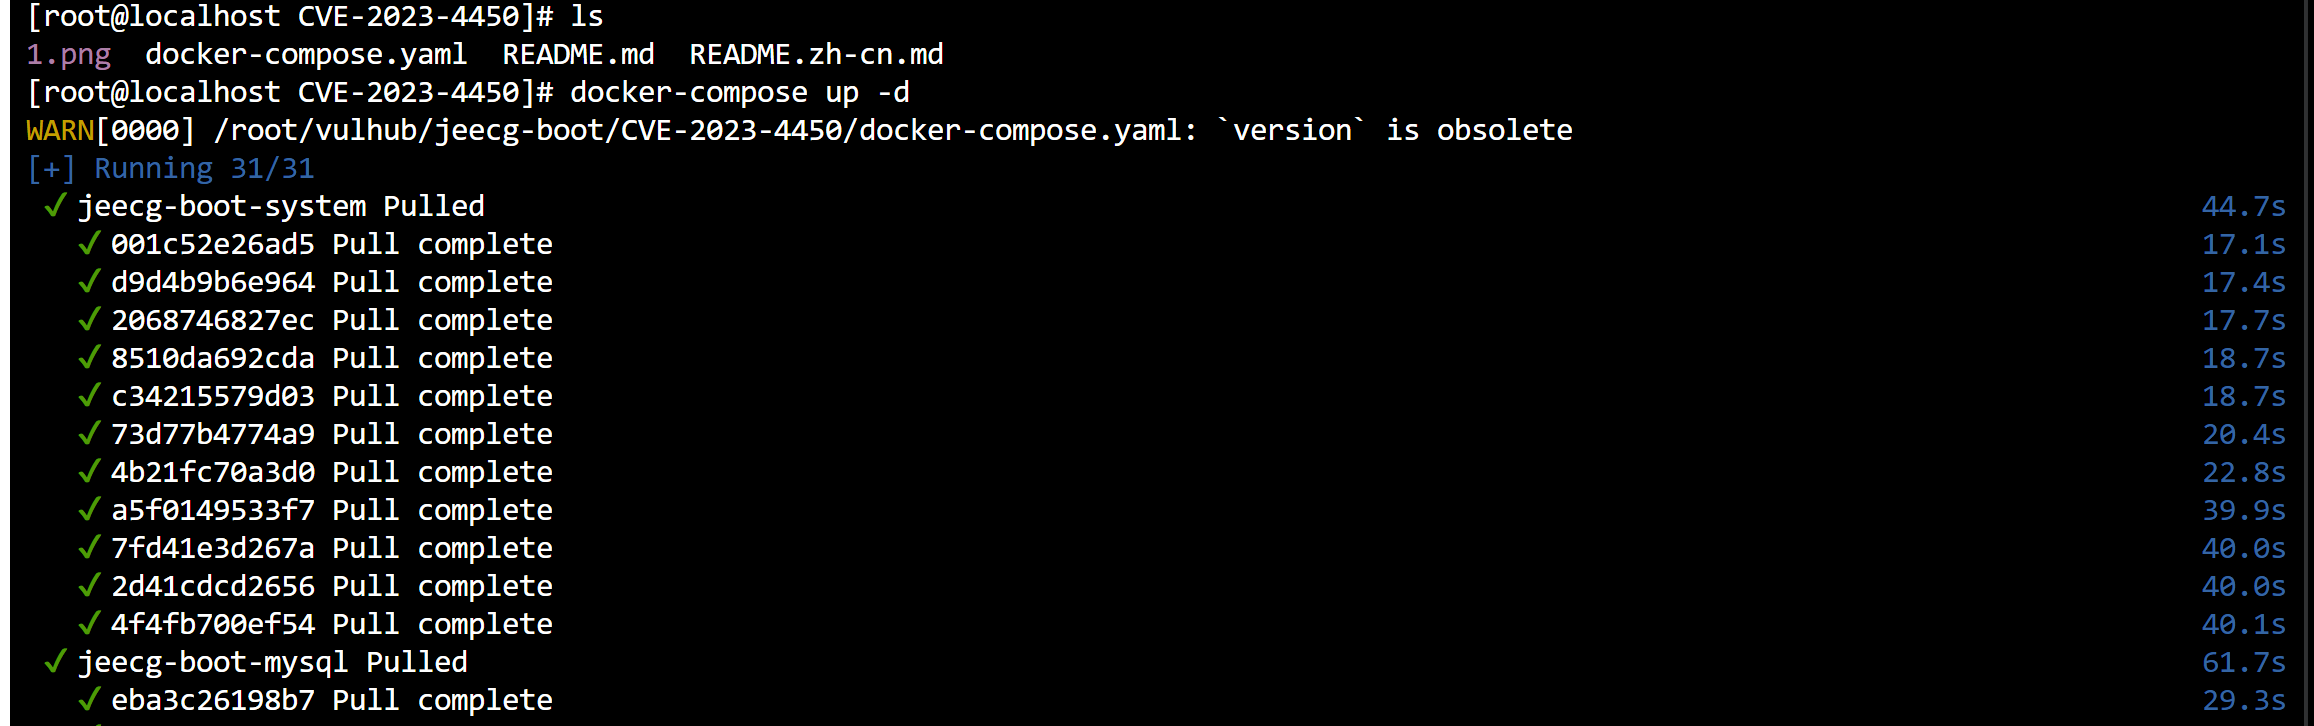 [root@localhost CVE-2023-4450]# ls
1.png  docker-compose.yaml  README.md  README.zh-cn.md
[root@localhost CVE-2023-4450]# docker-compose up -d
WARN[0000] /root/vulhub/jeecg-boot/CVE-2023-4450/docker-compose.yaml: `version` is obsolete
[+] Running 31/31
✓ jeecg-boot-system Pulled 44.7s
✓ 001c52e26ad5 Pull complete 17.1s
✓ d9d4b9b6e964 Pull complete 17.4s
✓ 2068746827ec Pull complete 17.7s
✓ 8510da692cda Pull complete 18.7s
✓ c34215579d03 Pull complete 18.7s
✓ 73d77b4774a9 Pull complete 20.4s
✓ 4b21fc70a3d0 Pull complete 22.8s
✓ a5f0149533f7 Pull complete 39.9s
✓ 7fd41e3d267a Pull complete 40.0s
✓ 2d41cdcd2656 Pull complete 40.0s
✓ 4f4fb700ef54 Pull complete 40.1s
✓ jeecg-boot-mysql Pulled 61.7s
✓ eba3c26198b7 Pull complete 29.3s